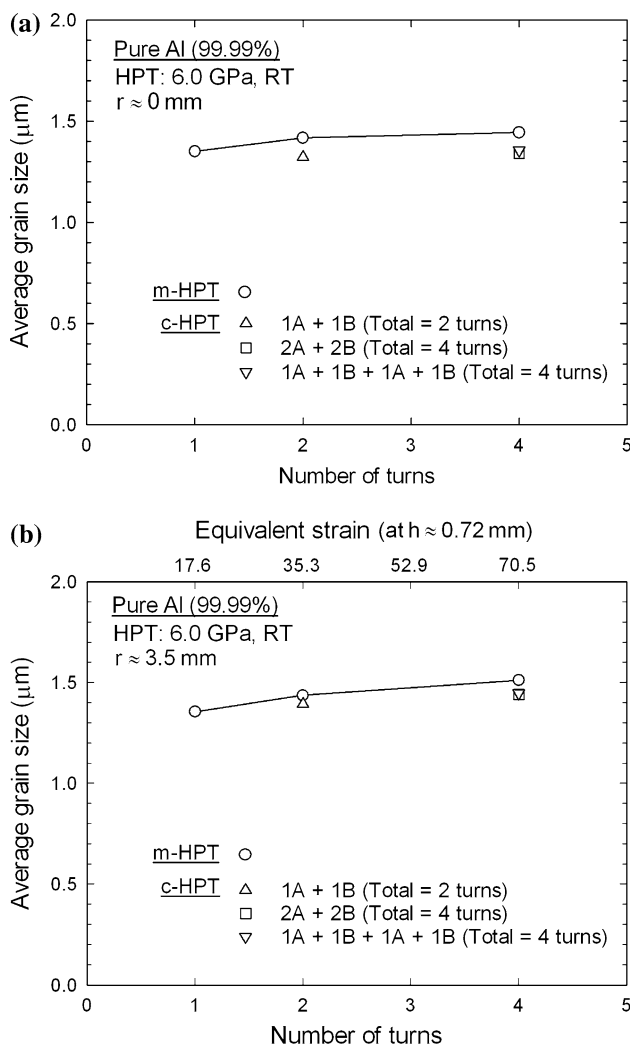 (a)
2.0
Pure Al (99.99%)
HPT: 6.0 GPa, RT
r ≈ 0 mm
1.5
1.0
0.5
0.0
Average grain size (μm)
m-HPT
c-HPT
1A + 1B (Total = 2 turns)
2A + 2B (Total = 4 turns)
1A + 1B + 1A + 1B (Total = 4 turns)
0 1 2 3 4 5
Number of turns
(b)
Equivalent strain (at h ≈ 0.72 mm)
17.6 35.3 52.9 70.5
2.0
Pure Al (99.99%)
HPT: 6.0 GPa, RT
r ≈ 3.5 mm
1.5
1.0
0.5
0.0
Average grain size (μm)
m-HPT
c-HPT
1A + 1B (Total = 2 turns)
2A + 2B (Total = 4 turns)
1A + 1B + 1A + 1B (Total = 4 turns)
0 1 2 3 4 5
Number of turns